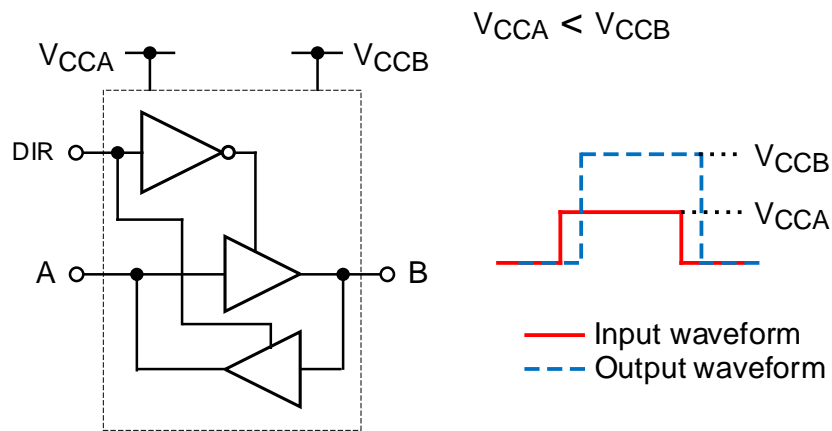 VCCA < VCCB
VCCA
VCCB
DIR
A
B
VCCB
VCCA
Input waveform
Output waveform